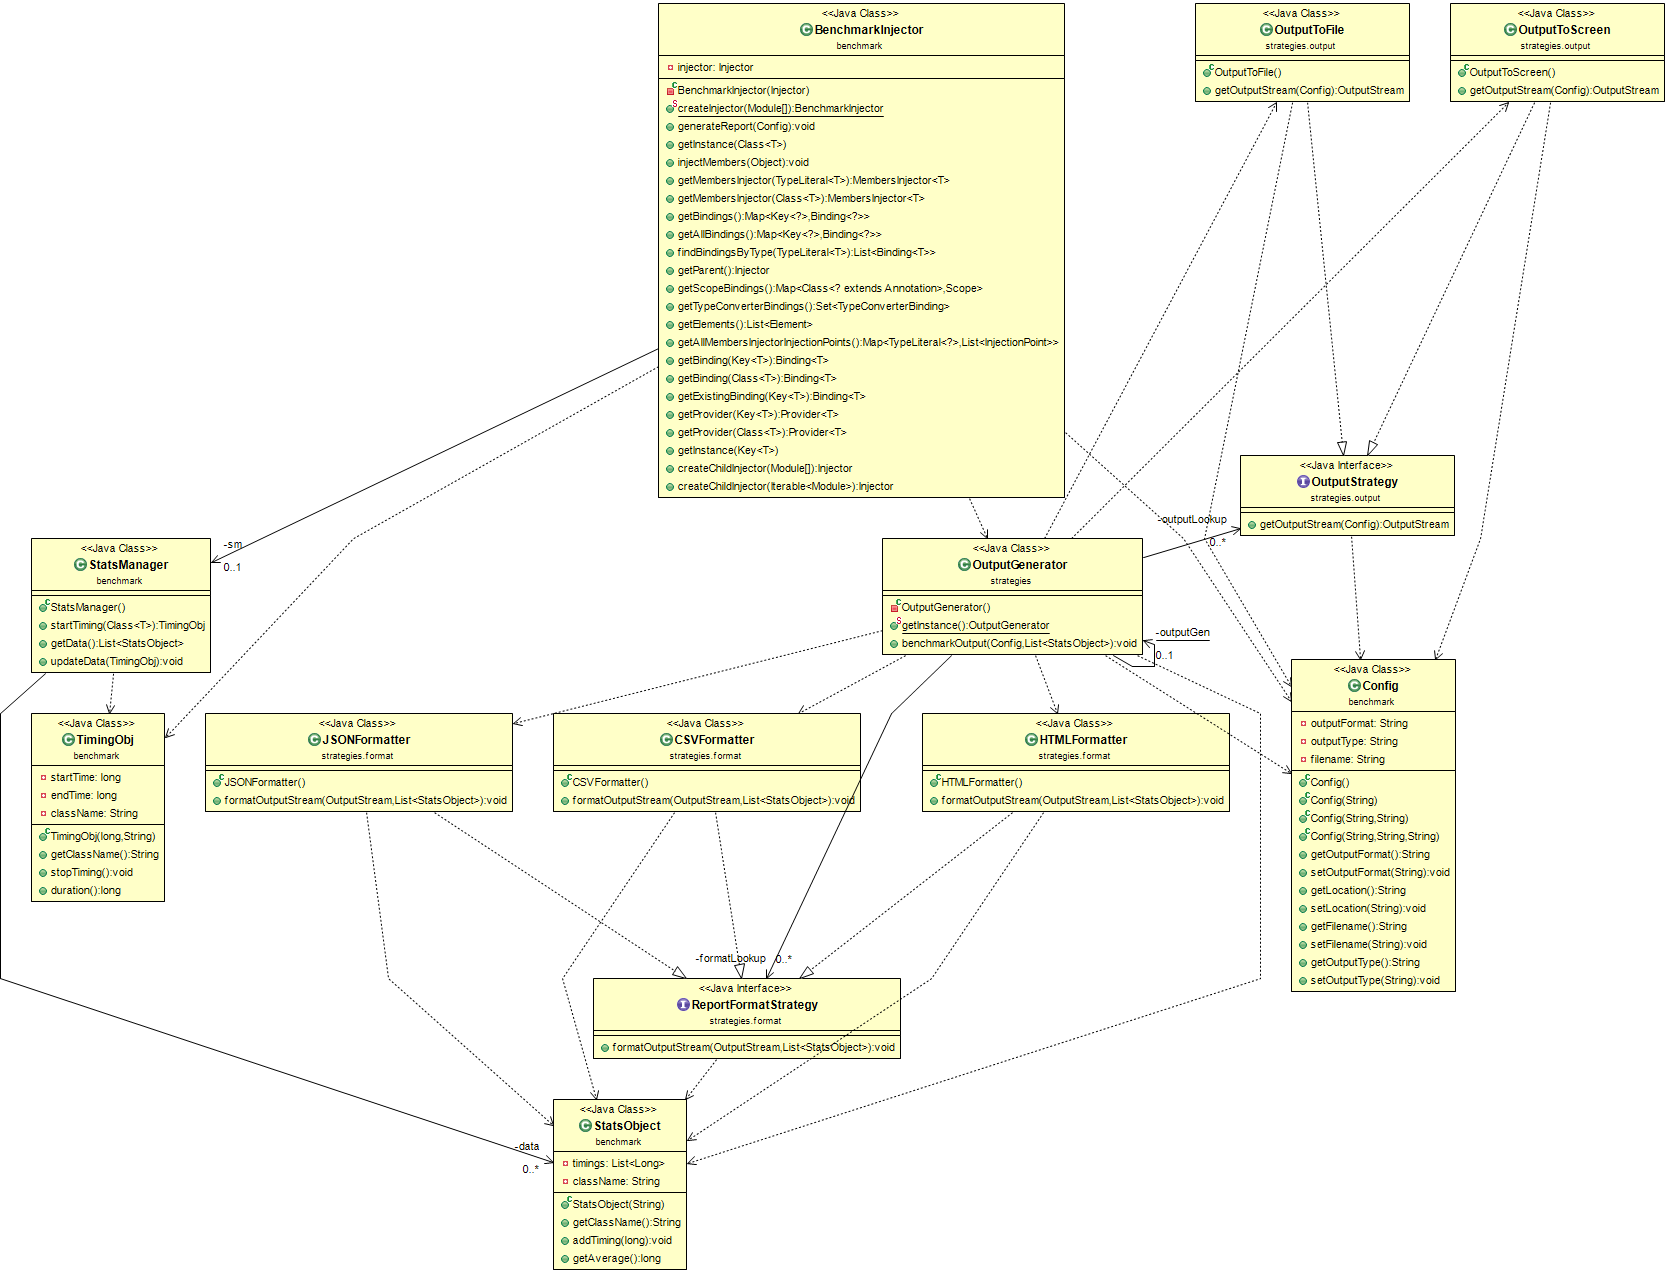 <<Java Class>>
BenchmarkInjector
benchmark
injector: Injector
BenchmarkInjector(Injector)
createInjector(Module[]):BenchmarkInjector
generateReport(Config):void
getInstance(Class<T>)
injectMembers(Object):void
getMembersInjector(TypeLiteral<T>):MembersInjector<T>
getMembersInjector(Class<T>):MembersInjector<T>
getBindings():Map<Key<?>,Binding<?>>
getAllBindings():Map<Key<?>,Binding<?>>
findBindingsByType(TypeLiteral<T>):List<Binding<T>>
getParent():Injector
getScopeBindings():Map<Class<? extends Annotation>,Scope>
getTypeConverterBindings():Set<TypeConverterBinding>
getElements():List<Element>
getAllMembersInjectorInjectionPoints():Map<TypeLiteral<?>,List<InjectionPoint>>
getBinding(Key<T>):Binding<T>
getBinding(Class<T>):Binding<T>
getExistingBinding(Key<T>):Binding<T>
getProvider(Key<T>):Provider<T>
getProvider(Class<T>):Provider<T>
getInstance(Key<T>)
createChildInjector(Module[]):Injector
createChildInjector(Iterable<Module>):Injector
<<Java Class>>
OutputToFile
strategies.output
OutputToFile()
getOutputStream(Config):OutputStream
<<Java Class>>
OutputToScreen
strategies.output
OutputToScreen()
getOutputStream(Config):OutputStream
<<Java Interface>>
OutputStrategy
strategies.output
getOutputStream(Config):OutputStream
-outputLookup
0..*
-sm
0..1
<<Java Class>>
StatsManager
benchmark
StatsManager()
startTiming(Class<T>):TimingObj
getData():List<StatsObject>
updateData(TimingObj):void
<<Java Class>>
OutputGenerator
strategies
OutputGenerator()
getInstance():OutputGenerator
benchmarkOutput(Config,List<StatsObject>):void
-outputGen
0..1
<<Java Class>>
Config
benchmark
outputFormat: String
outputType: String
filename: String
Config()
Config(String)
Config(String,String)
Config(String,String,String)
getOutputFormat():String
setOutputFormat(String):void
getLocation():String
setLocation(String):void
getFilename():String
setFilename(String):void
getOutputType():String
setOutputType(String):void
<<Java Class>>
TimingObj
benchmark
startTime: long
endTime: long
className: String
TimingObj(long,String)
getClassName():String
stopTiming():void
duration():long
<<Java Class>>
JSONFormatter
strategies.format
JSONFormatter()
formatOutputStream(OutputStream,List<StatsObject>):void
<<Java Class>>
CSVFormatter
strategies.format
CSVFormatter()
formatOutputStream(OutputStream,List<StatsObject>):void
<<Java Class>>
HTMLFormatter
strategies.format
HTMLFormatter()
formatOutputStream(OutputStream,List<StatsObject>):void
-formatLookup
0..*
<<Java Interface>>
ReportFormatStrategy
strategies.format
formatOutputStream(OutputStream,List<StatsObject>):void
-data
0..*
<<Java Class>>
StatsObject
benchmark
timings: List<Long>
className: String
StatsObject(String)
getClassName():String
addTiming(long):void
getAverage():long